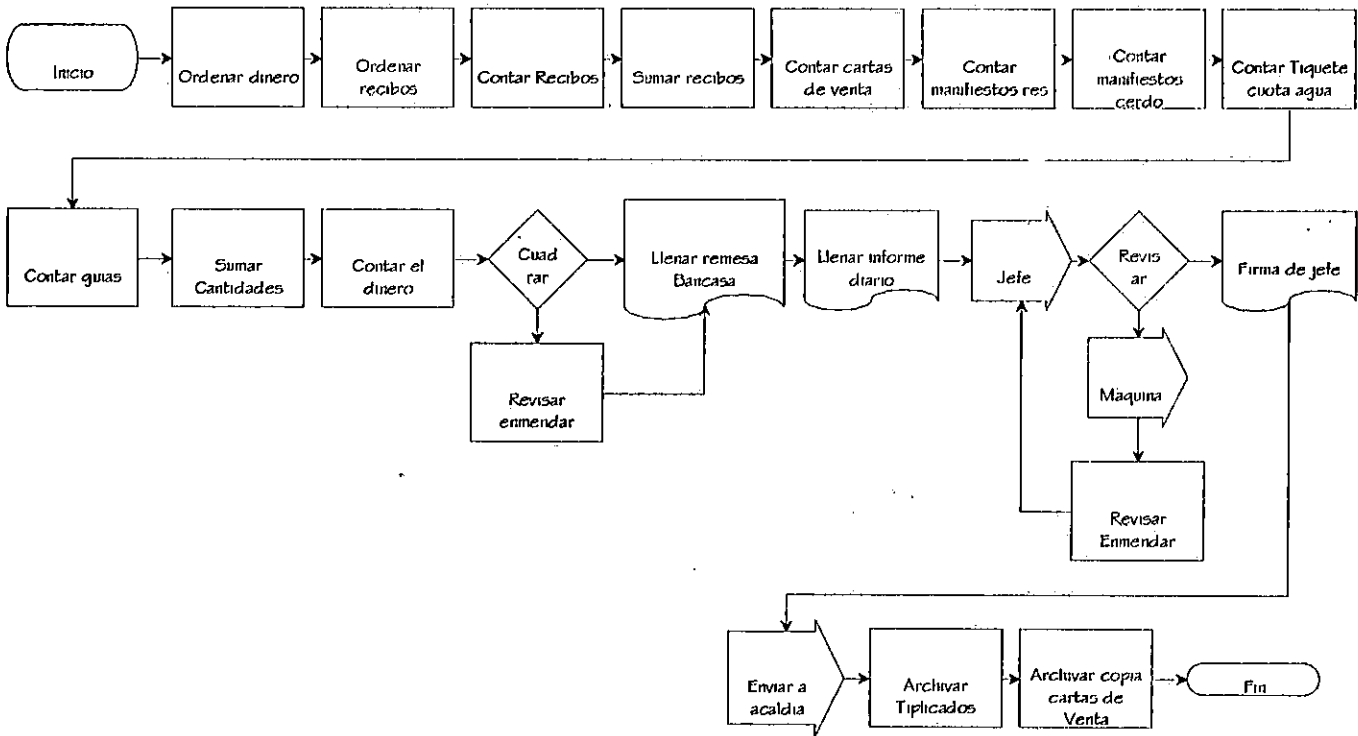 Inicio
Ordenar dinero
Ordenar
recibos
Contar Recibos
Sumar recibos
Contar cartas
de venta
Contar
manifiestos res
Contar
manifiestos
cerdo
Contar Tiquete
cuota agua
Contar guias
Sumar
Cantidades
Contar el
dinero
Cuad
rar
Llenar remesa
Bancasa
Llenar informe
diario
Jefe
Revis
ar
Firma de jefe
Revisar
enmendar
Maquina
Revisar
Enmendar
Enviar a
acaldia
Archivar
Tiplicados
Archivar copia
cartas de
Venta
Fin